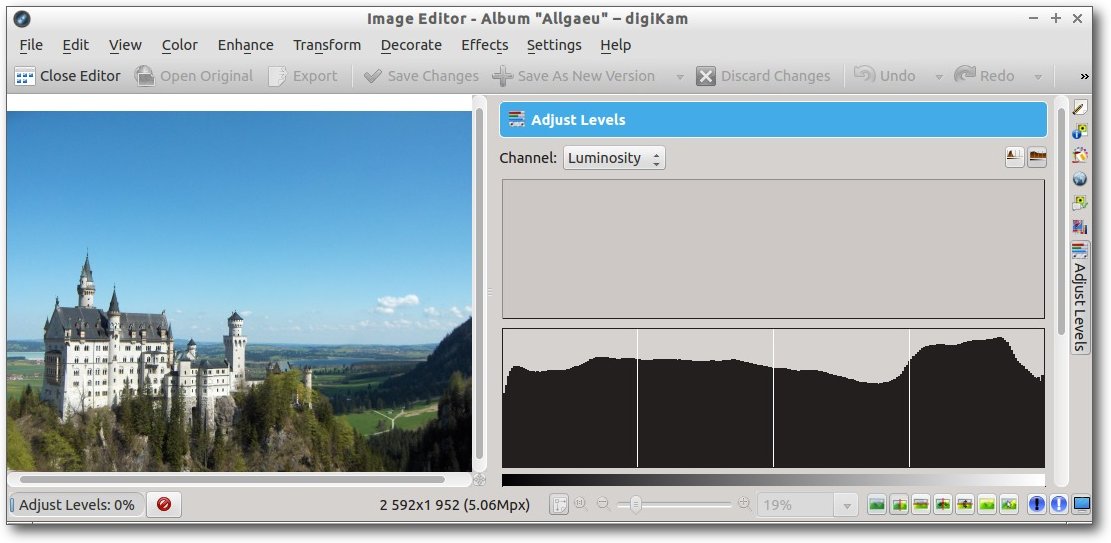 Image Editor - Album "Allgaeu" – digiKam
File Edit View Color Enhance Transform Decorate Effects Settings Help
Close Editor Open Original Export Save Changes Save As New Version Discard Changes Undo Redo »
Adjust Levels
Channel: Luminosity
Adjust Levels
Adjust Levels: 0% 2 592x1 952 (5.06Mpx) 19%